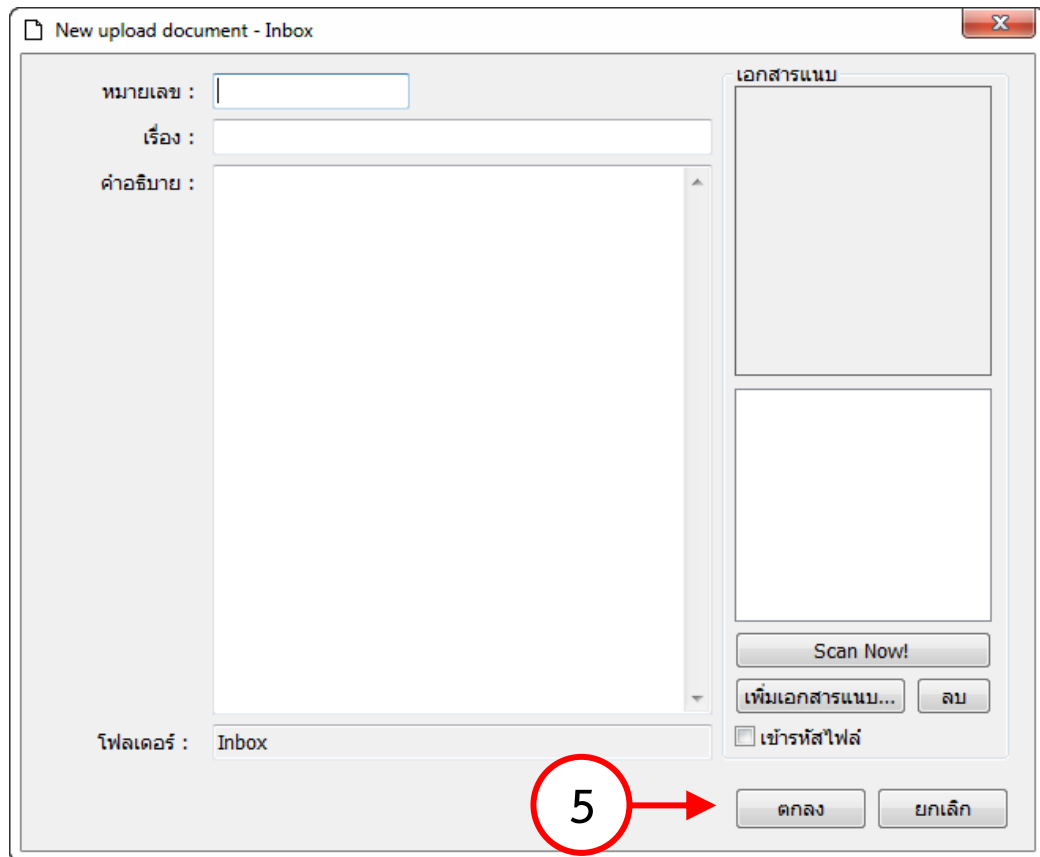 New upload document - Inbox
หมายเลข :
เรื่อง :
คำอธิบาย :
โฟลเดอร์ : Inbox
เอกสารแนบ
Scan Now!
เพิ่มเอกสารแนบ... ลบ
เข้ารหัสไฟล์
5 ตกลง ยกเลิก